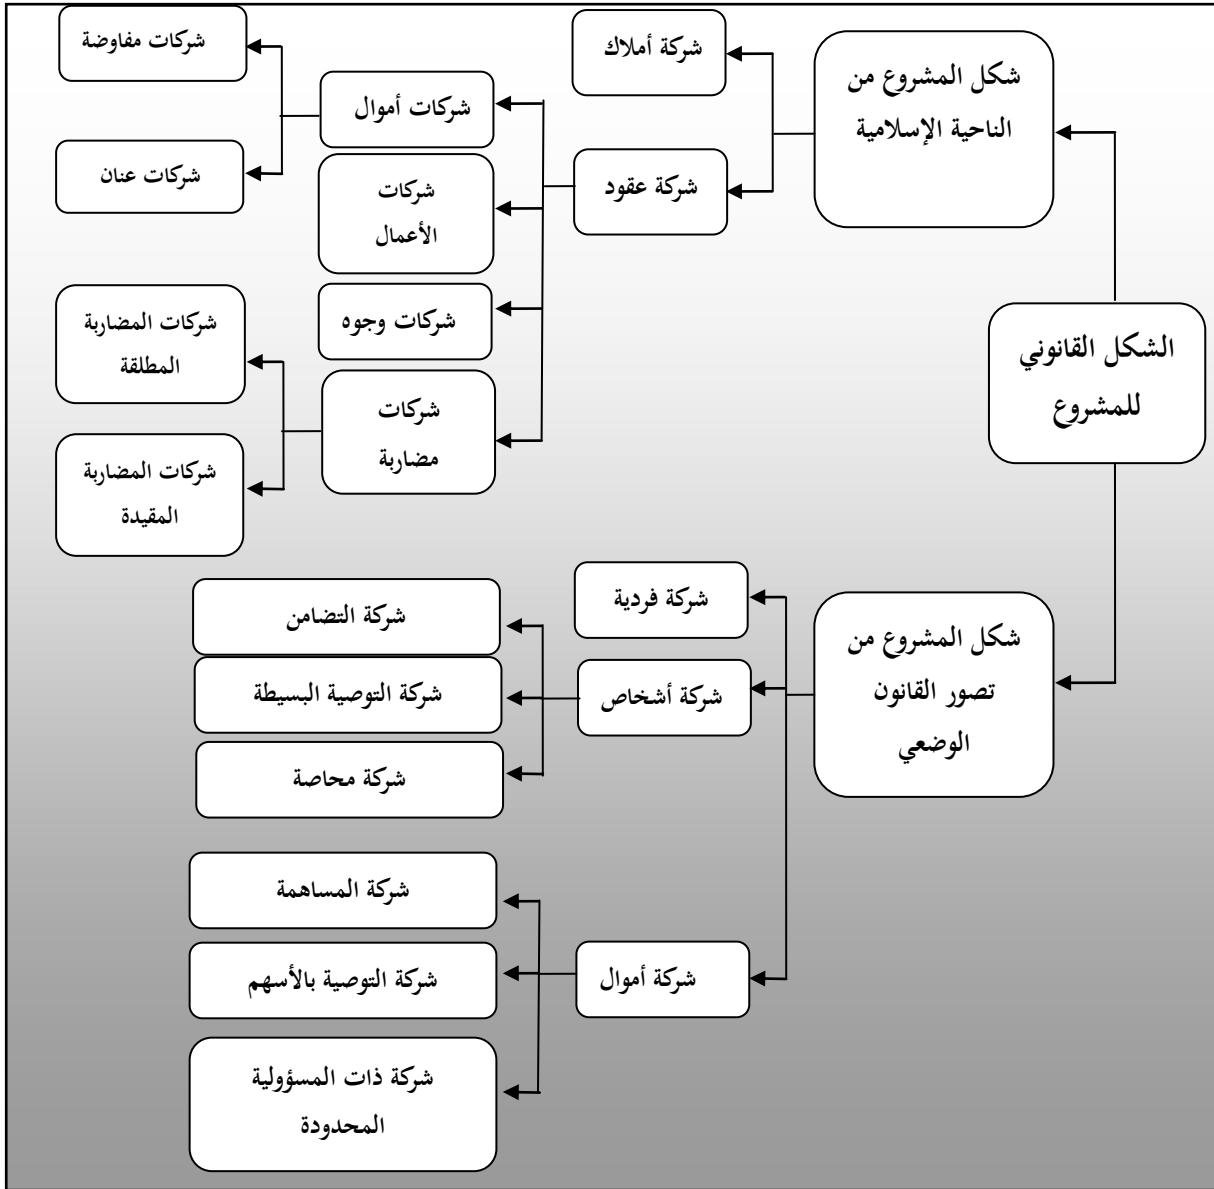 الشكل القانوني
للمشروع
شكل المشروع من
الناحية الإسلامية
شركة أملاك
شركة عقود
شركات أموال
شركات مفاوضة
شركات عنان
شركات
الأعمال
شركات وجوه
شركات
مضاربة
شركات المضاربة
المطلقة
شركات المضاربة
المقيدة
شكل المشروع من
تصور القانون
الوضعي
شركة فردية
شركة أشخاص
شركة التضامن
شركة التوصية البسيطة
شركة محاصة
شركة أموال
شركة المساهمة
شركة التوصية بالأسهم
شركة ذات المسؤولية
المحدودة